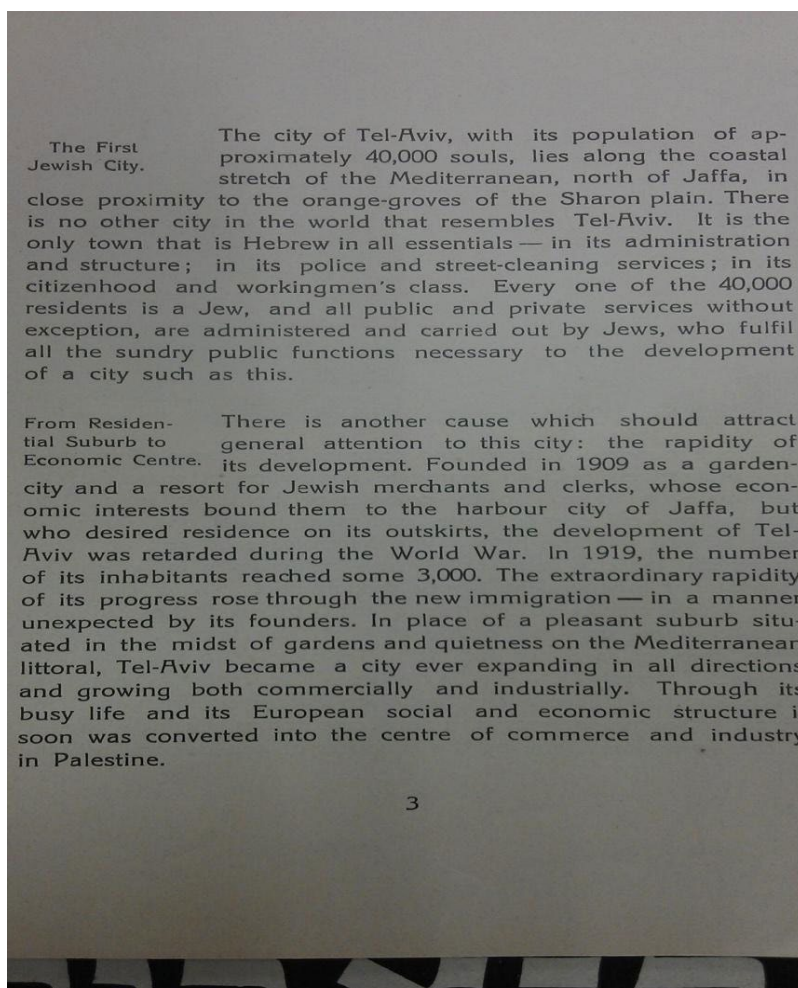 The First
Jewish City.
The city of Tel-Aviv, with its population of ap-
proximately 40,000 souls, lies along the coastal
stretch of the Mediterranean, north of Jaffa, in
close proximity to the orange-groves of the Sharon plain. There
is no other city in the world that resembles Tel-Aviv. It is the
only town that is Hebrew in all essentials — in its administration
and structure; in its police and street-cleaning services; in its
citizenhood and workingmen's class. Every one of the 40,000
residents is a Jew, and all public and private services without
exception, are administered and carried out by Jews, who fulfil
all the sundry public functions necessary to the development
of a city such as this.
From Residen-
tial Suburb to
Economic Centre.
There is another cause which should attract
general attention to this city: the rapidity of
its development. Founded in 1909 as a garden-
city and a resort for Jewish merchants and clerks, whose econ-
omic interests bound them to the harbour city of Jaffa, but
who desired residence on its outskirts, the development of Tel-
Aviv was retarded during the World War. In 1919, the number
of its inhabitants reached some 3,000. The extraordinary rapidity
of its progress rose through the new immigration — in a manner
unexpected by its founders. In place of a pleasant suburb situ-
ated in the midst of gardens and quietness on the Mediterranean
littoral, Tel-Aviv became a city ever expanding in all directions
and growing both commercially and industrially. Through its
busy life and its European social and economic structure i
soon was converted into the centre of commerce and industry
in Palestine.
3